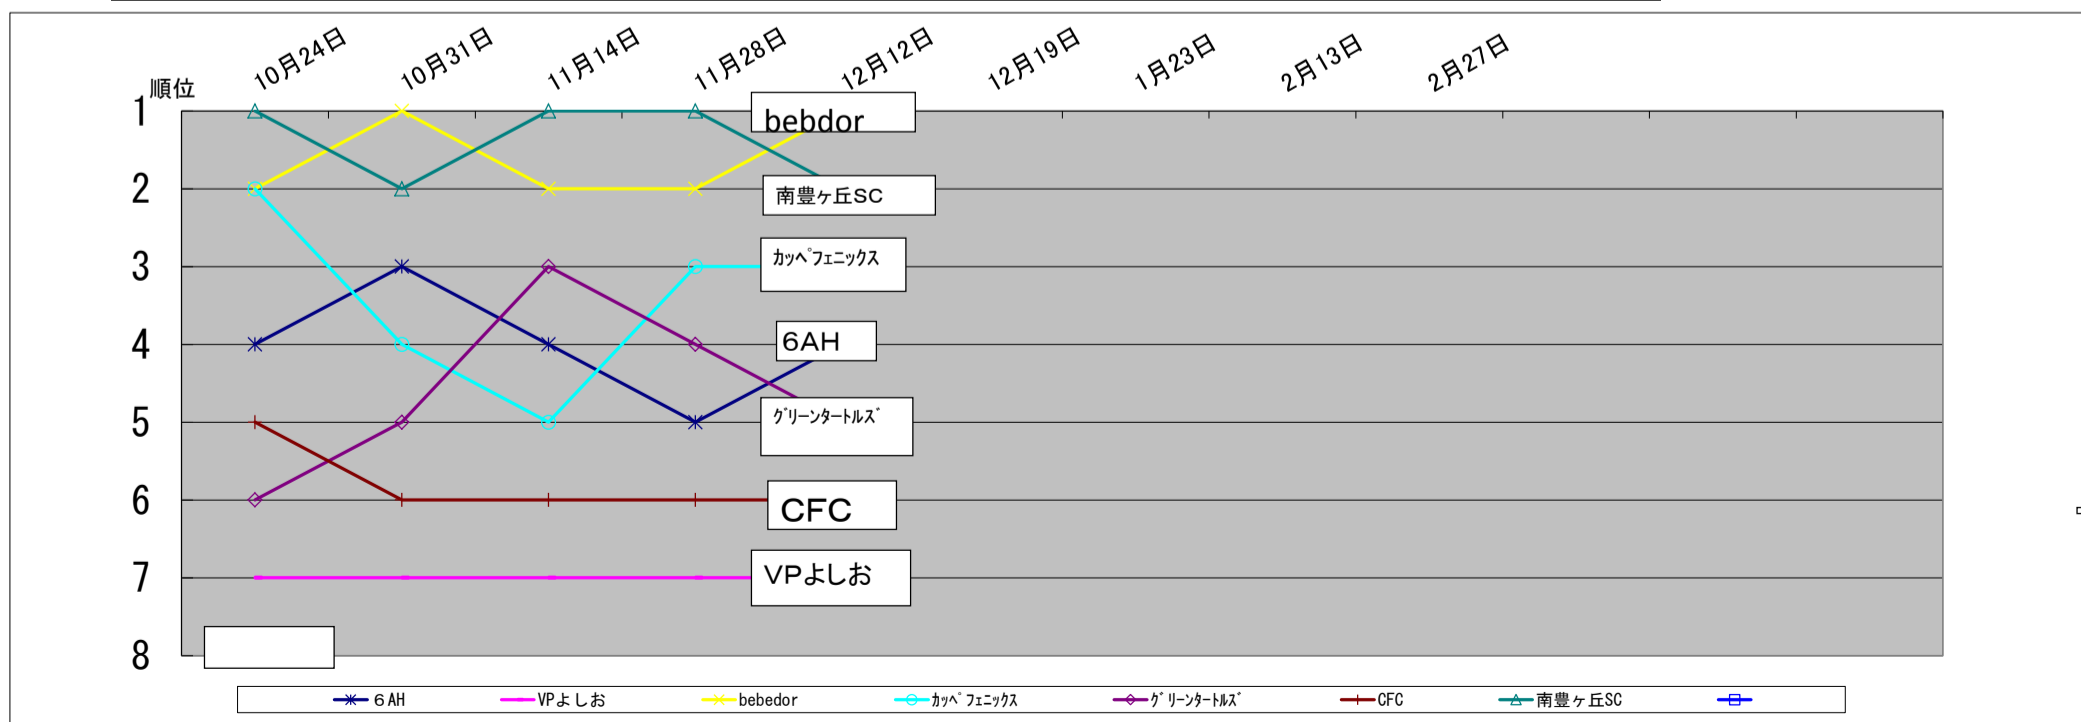 10月24日 10月31日 11月14日 11月28日 12月12日 12月19日 1月23日 2月13日 2月27日
順位
1
bebdor
2
南豊ヶ丘SC
3
ｶｯﾍﾟﾌｪﾆｯｸｽ
4
６AH
5
ｸﾞﾘｰﾝﾀｰﾄﾙｽﾞ
6
CFC
7
VPよしお
8
６AH VPよしお bebedor ｶｯﾍﾟﾌｪﾆｯｸｽ ｸﾞﾘｰﾝﾀｰﾄﾙｽﾞ CFC 南豊ヶ丘SC